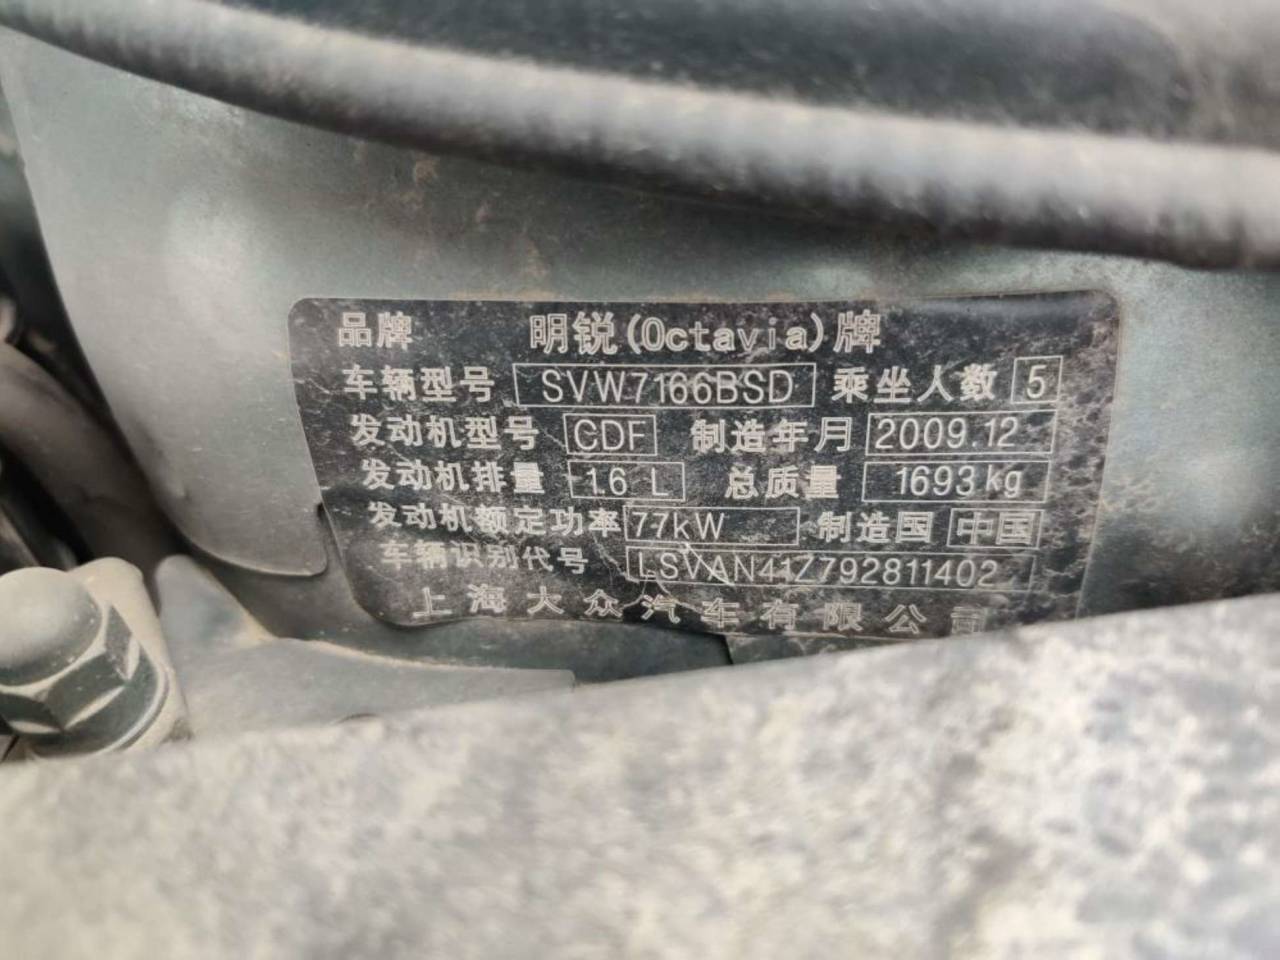 品牌 明锐(Octavia)牌
车辆型号 SVW7166BSD 乘坐人数 5
发动机型号 CDF 制造年月 2009.12
发动机排量 1.6 L 总质量 1693kg
发动机额定功率 77kW 制造国 中国
车辆识别代号 LSVAN41Z792811402
上海大众汽车有限公司